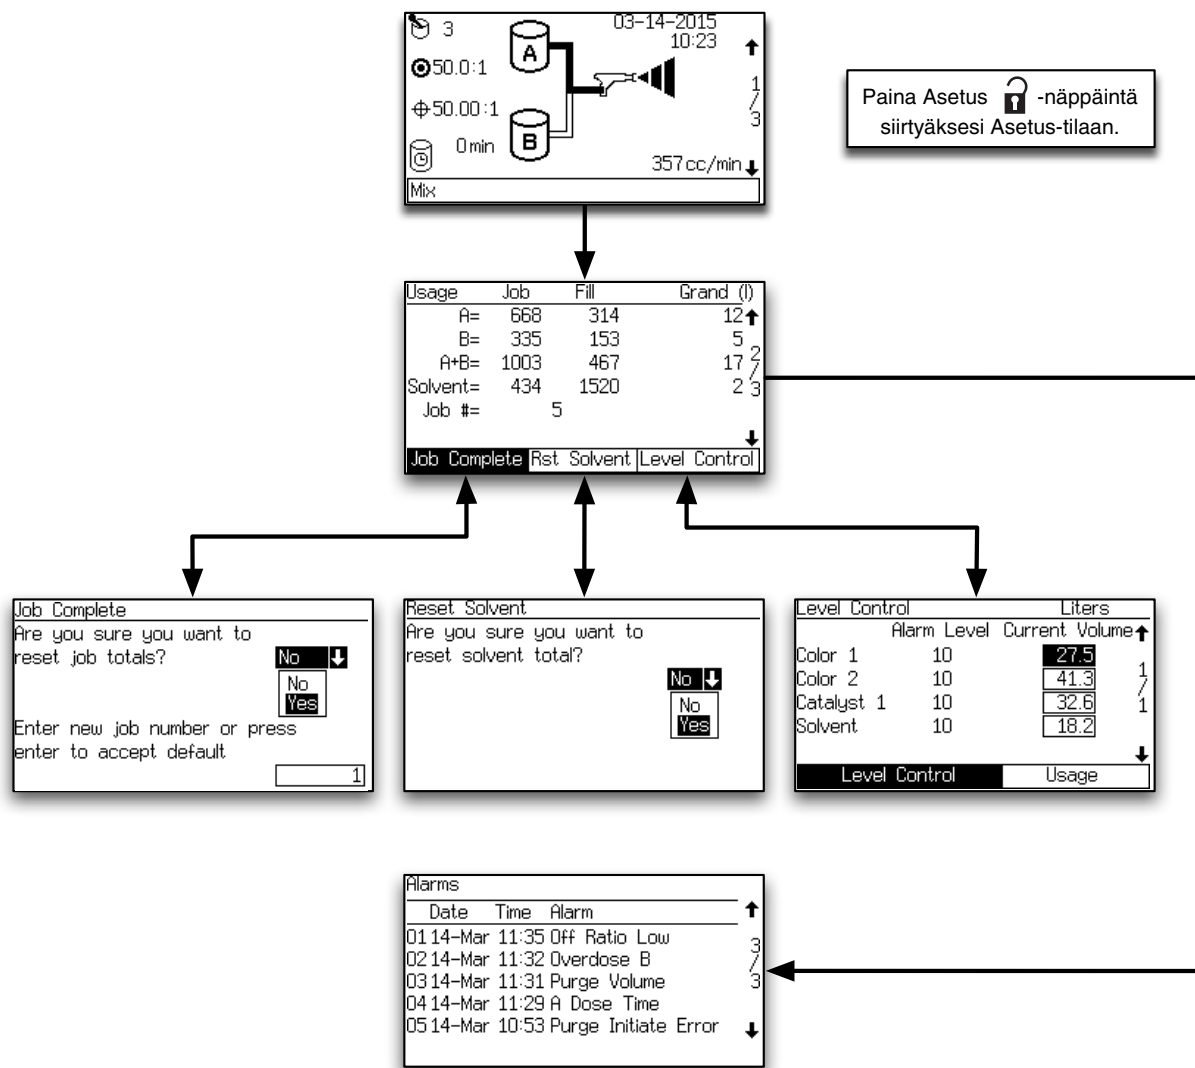 3
03-14-2015
10:23
A
50.0:1
1
/
3
50.00:1
B
0min
357cc/min
Mix
Paina Asetus -näppäintä
siirtyäksesi Asetus-tilaan.
Usage Job Fill Grand (l)
A= 668 314 12
B= 335 153 5
A+B= 1003 467 17
Solvent= 434 1520 2
Job #= 5
2
/
3
Job Complete Rst Solvent Level Control
Job Complete
Are you sure you want to
reset job totals? No
No
Yes
Enter new job number or press
enter to accept default
1
Reset Solvent
Are you sure you want to
reset solvent total?
No
No
Yes
Level Control Liters
Alarm Level Current Volume
Color 1 10 27.5
Color 2 10 41.3
Catalyst 1 10 32.6
Solvent 10 18.2
1
/
1
Level Control Usage
Alarms
Date Time Alarm
01 14-Mar 11:35 Off Ratio Low
02 14-Mar 11:32 Overdose B
03 14-Mar 11:31 Purge Volume
04 14-Mar 11:29 A Dose Time
05 14-Mar 10:53 Purge Initiate Error
3
/
3